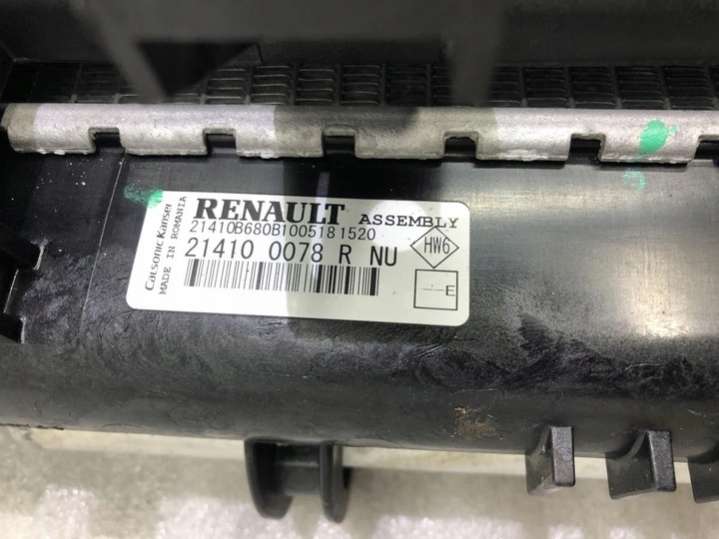 RENAULT ASSEMBLY
21410B680B1005181520
21410 0078 R NU
HW6
--E
Calsonic Kansei
MADE IN ROMANIA